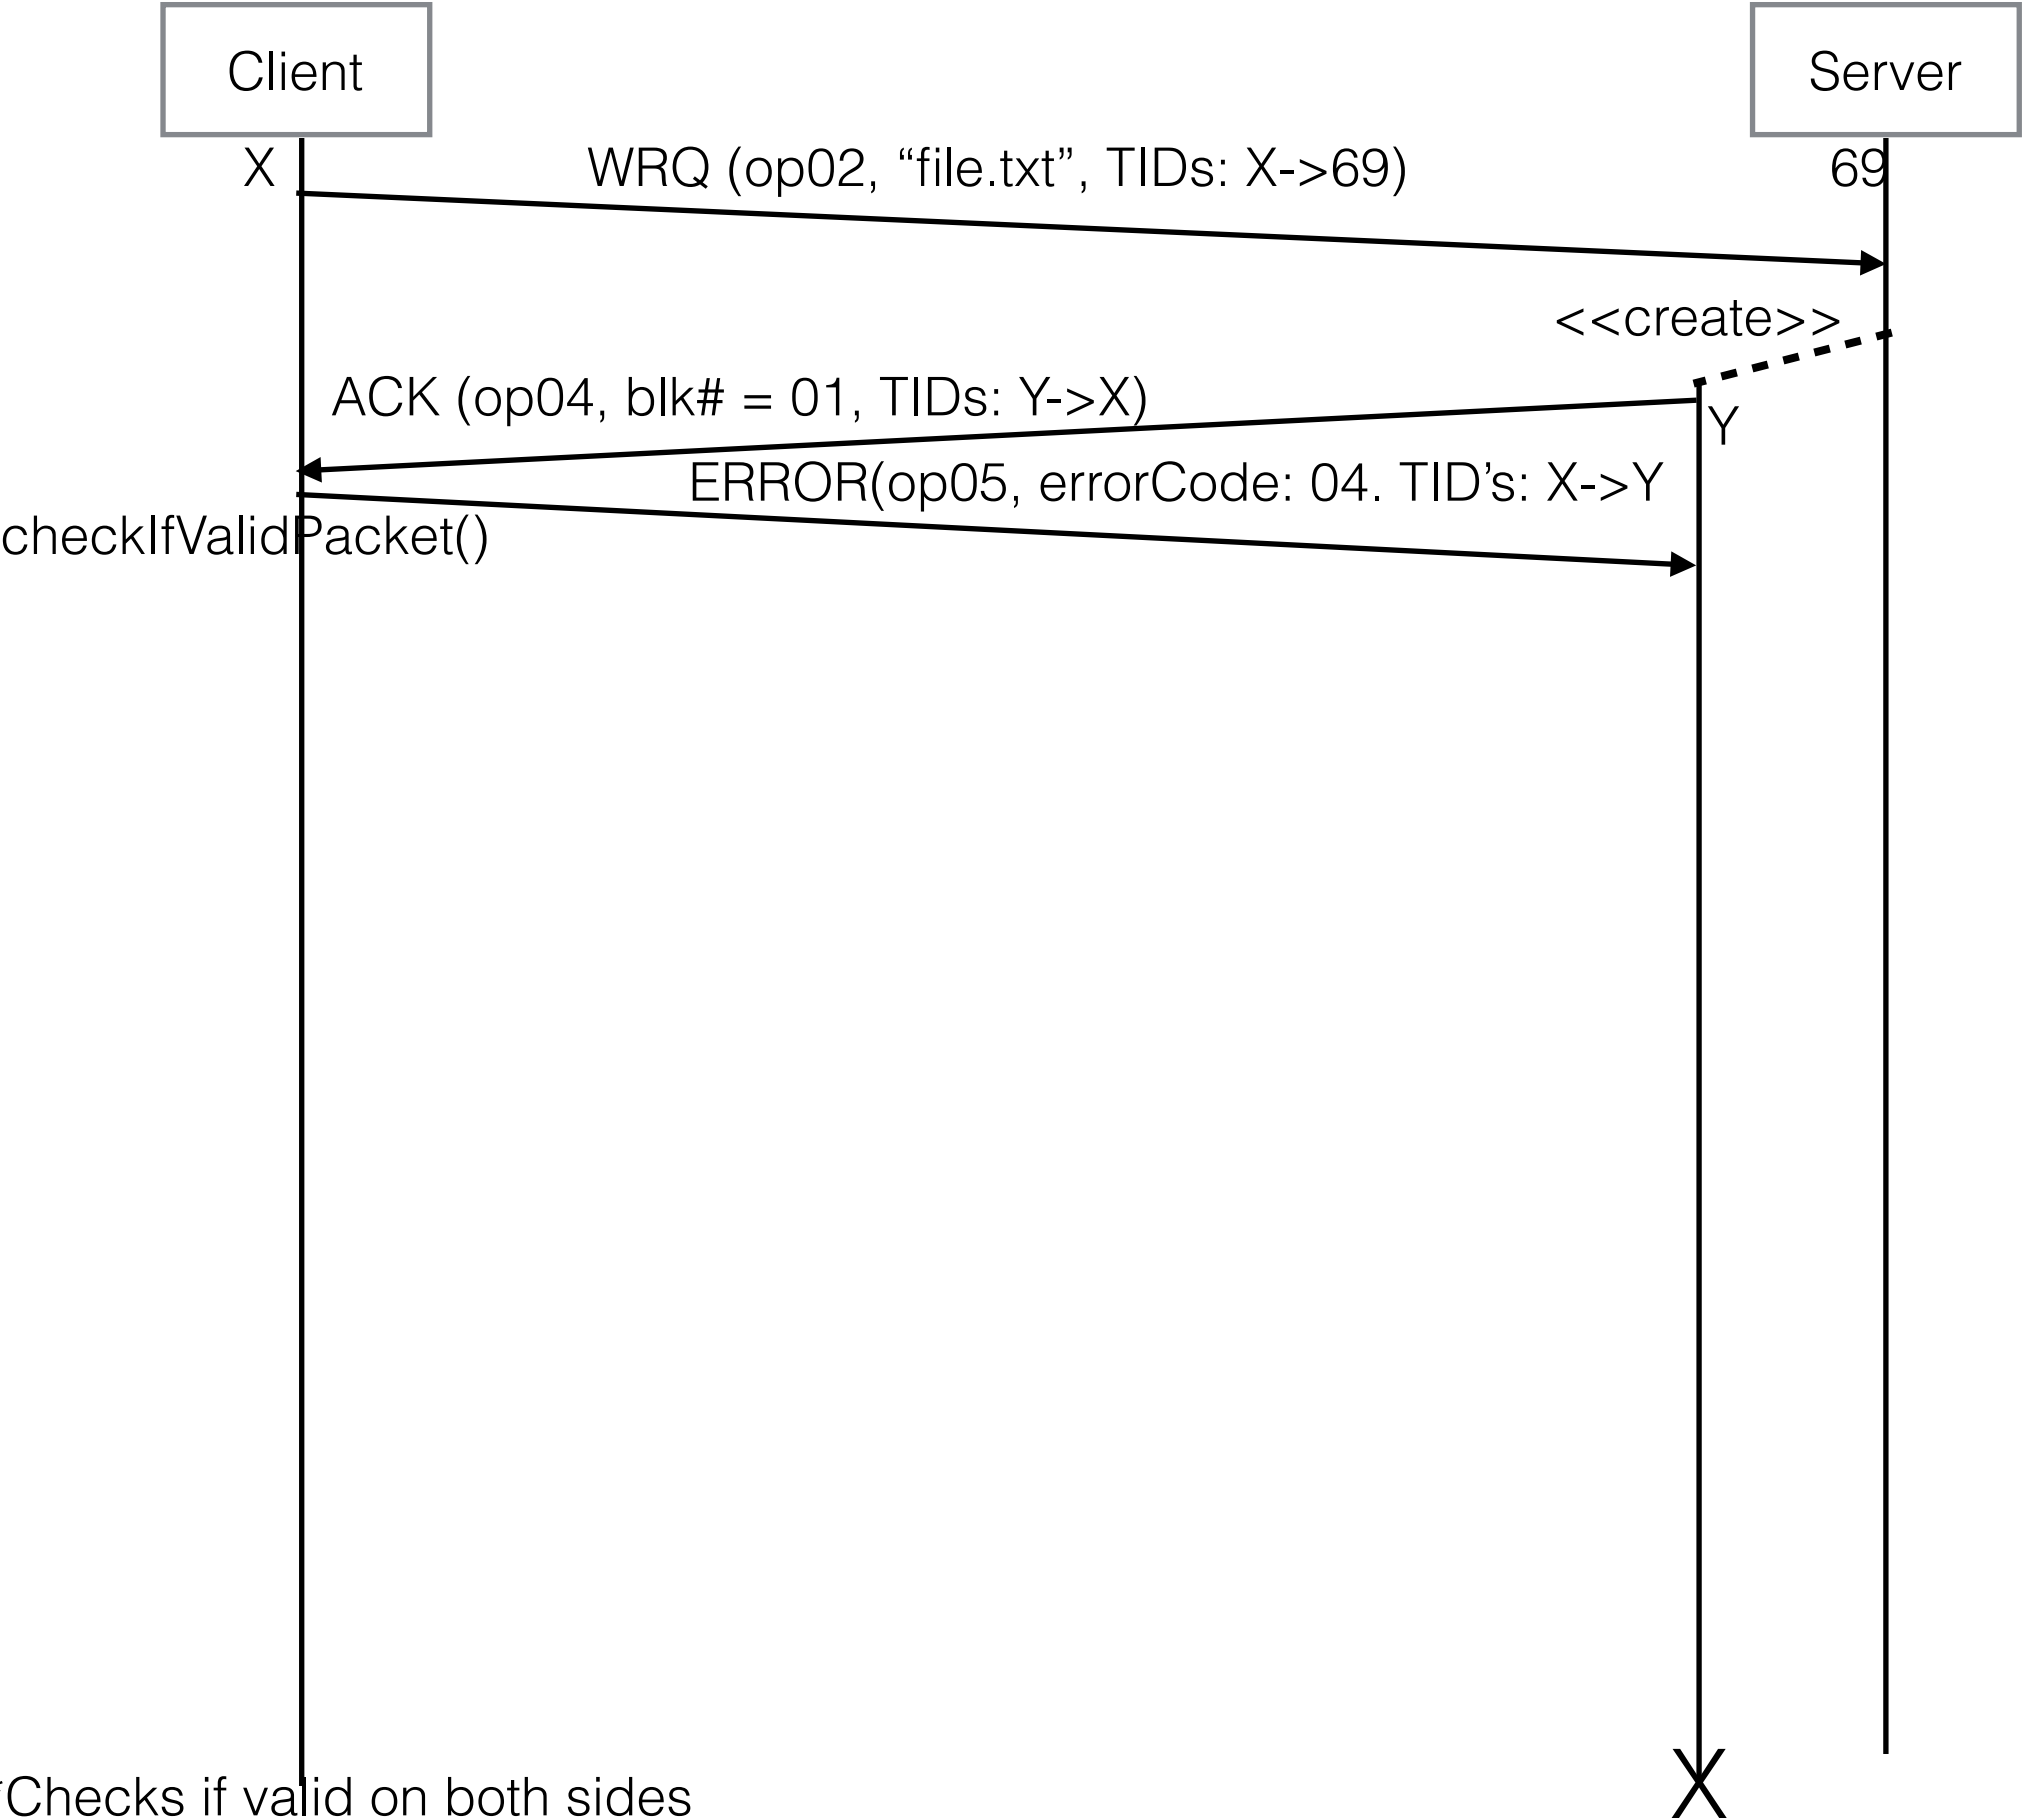 Client
Server
X
WRQ (op02, “file.txt”, TIDs: X->69)
69
<<create>>
ACK (op04, blk# = 01, TIDs: Y->X)
Y
ERROR(op05, errorCode: 04. TID’s: X->Y
checkIfValidPacket()
X
*Checks if valid on both sides